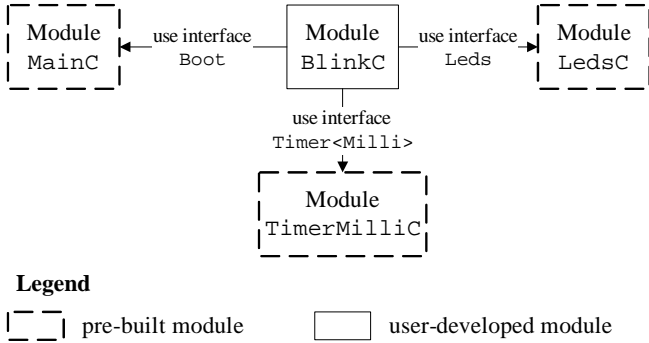 Module
MainC
use interface
Boot
Module
BlinkC
use interface
Leds
Module
LedsC
use interface
Timer<Milli>
Module
TimerMilliC
Legend
pre-built module
user-developed module